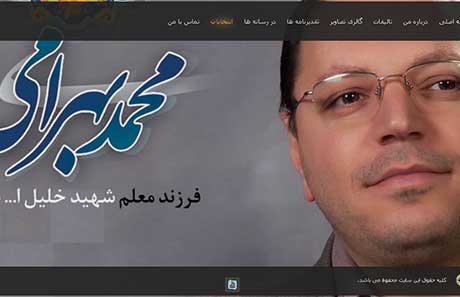 ه اصلی درباره من تالیفات گالری تصاویر تقدیرنامه ها در رسانه ها انتخابات تماس با من
محمد بهرامی
فرزند معلم شهید خلیل ا...
کلیه حقوق این سایت محفوظ می باشد.